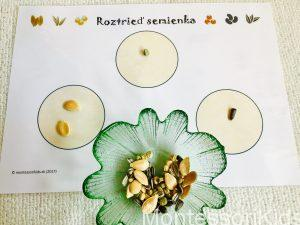 Roztrieď semienka
© montessorikids.sk (2017)
MontessoriKids